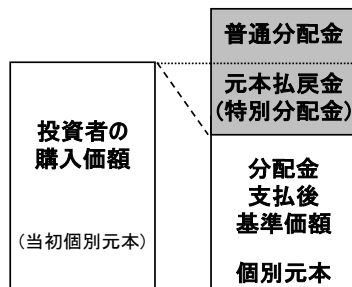 普通分配金
元本払戻金
(特別分配金)
投資者の
購入価額
(当初個別元本)
分配金
支払後
基準価額
個別元本